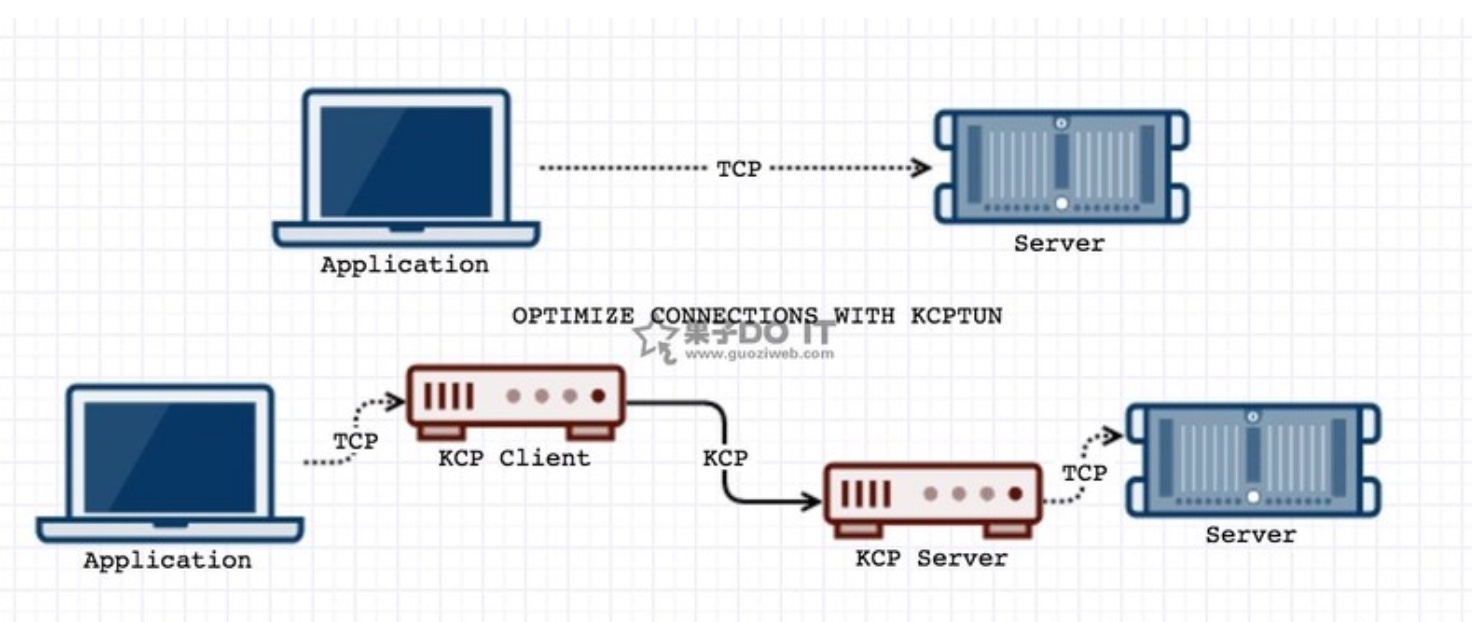 TCP
Server
Application
OPTIMIZE CONNECTIONS WITH KCPTUN
果子DO IT
www.guoziweb.com
TCP
KCP Client
KCP
TCP
Server
KCP Server
Application